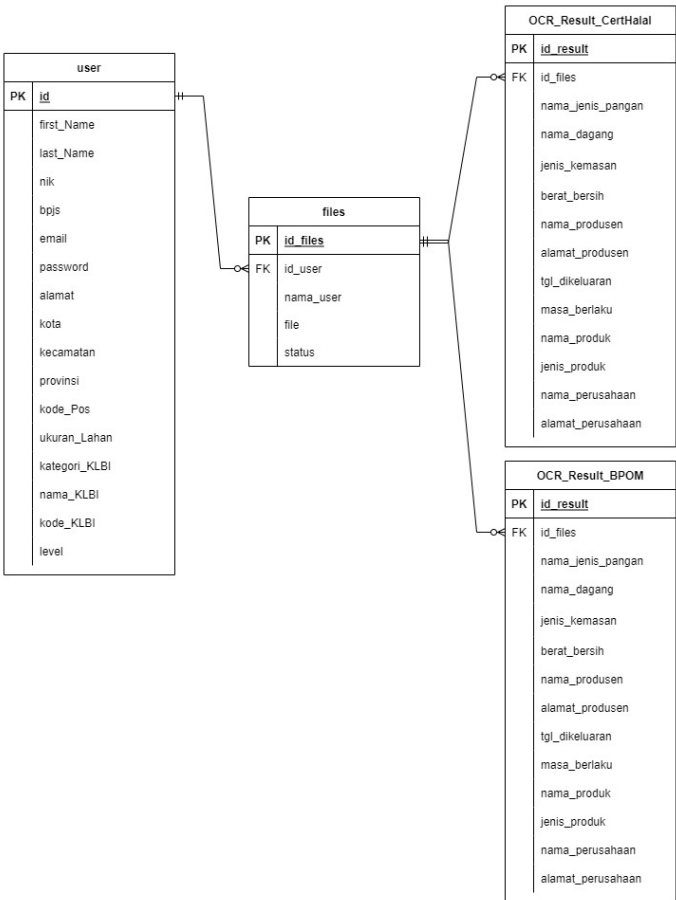 user
PK id
first_Name
last_Name
nik
bpjs
email
password
alamat
kota
kecamatan
provinsi
kode_Pos
ukuran_Lahan
kategori_KLBI
nama_KLBI
kode_KLBI
level
files
PK id_files
FK id_user
nama_user
file
status
OCR_Result_CertHalal
PK id_result
FK id_files
nama_jenis_pangan
nama_dagang
jenis_kemasan
berat_bersih
nama_produsen
alamat_produsen
tgl_dikeluaran
masa_berlaku
nama_produk
jenis_produk
nama_perusahaan
alamat_perusahaan
OCR_Result_BPOM
PK id_result
FK id_files
nama_jenis_pangan
nama_dagang
jenis_kemasan
berat_bersih
nama_produsen
alamat_produsen
tgl_dikeluaran
masa_berlaku
nama_produk
jenis_produk
nama_perusahaan
alamat_perusahaan